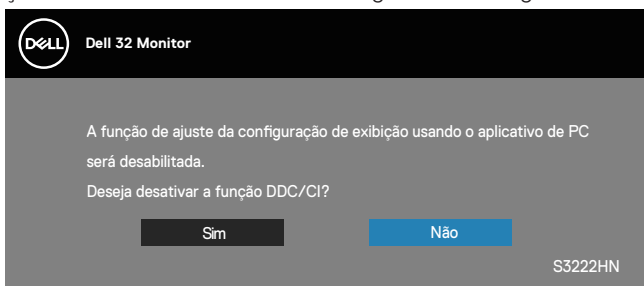 DELL
Dell 32 Monitor
A função de ajuste da configuração de exibição usando o aplicativo de PC
será desabilitada.
Deseja desativar a função DDC/CI?
Sim
Não
S3222HN